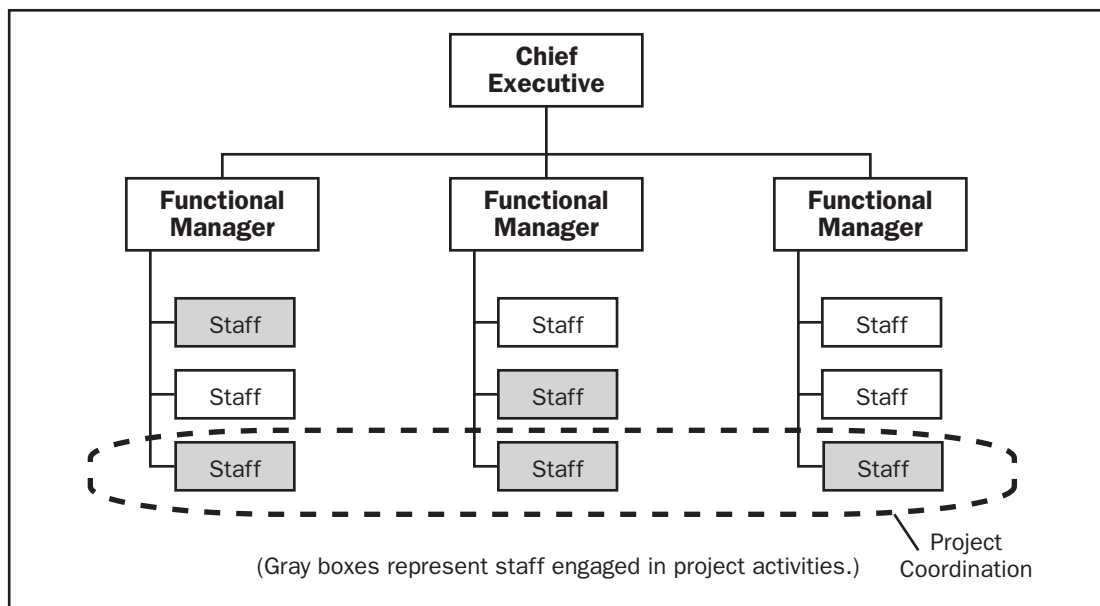 Chief
Executive
Functional
Manager
Functional
Manager
Functional
Manager
Staff
Staff
Staff
Staff
Staff
Staff
Staff
Staff
Staff
(Gray boxes represent staff engaged in project activities.)
Project
Coordination